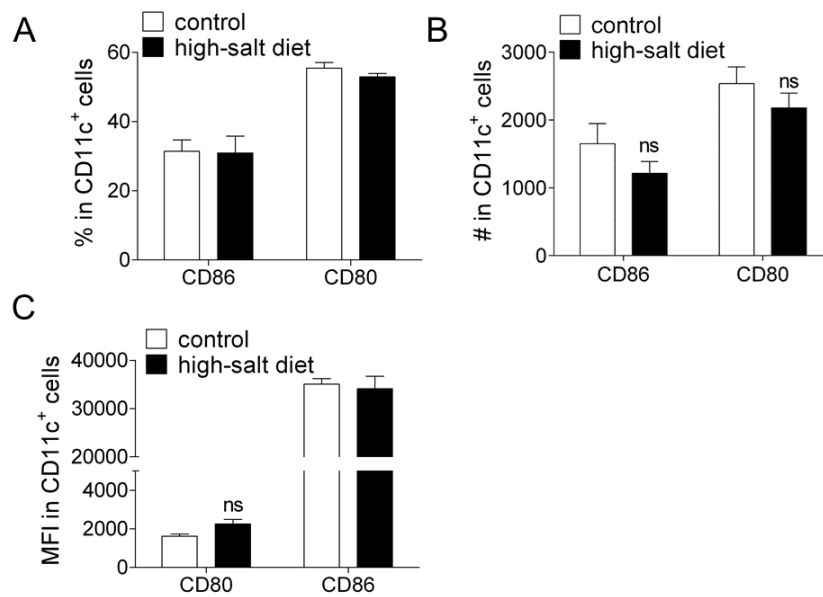 A
control
high-salt diet
% in CD11c⁺ cells
60
40
20
0
CD86 CD80
B
control
high-salt diet
# in CD11c⁺ cells
3000
2000
1000
0
ns
ns
CD86 CD80
C
control
high-salt diet
MFI in CD11c⁺ cells
40000
30000
20000
4000
2000
0
ns
CD80 CD86